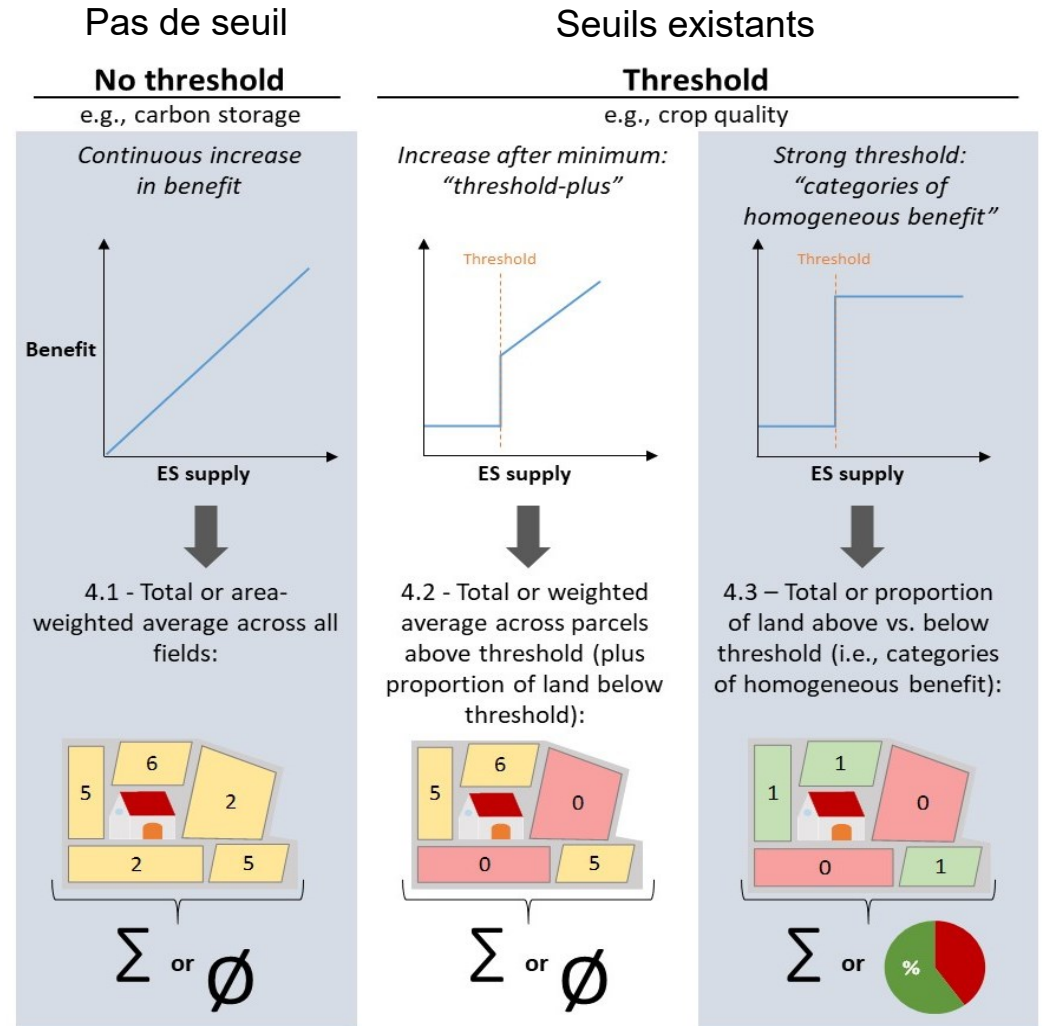 Pas de seuil
Seuils existants
No threshold
Threshold
e.g., carbon storage
e.g., crop quality
Continuous increase
in benefit
Benefit
ES supply
4.1 - Total or area-
weighted average across all
fields:
5
6
2
2
5
∑ or Ø
Increase after minimum:
“threshold-plus”
Threshold
ES supply
4.2 - Total or weighted
average across parcels
above threshold (plus
proportion of land below
threshold):
5
6
0
0
5
∑ or Ø
Strong threshold:
“categories of
homogeneous benefit”
Threshold
ES supply
4.3 – Total or proportion
of land above vs. below
threshold (i.e., categories
of homogeneous benefit):
1
1
0
0
1
∑ or %